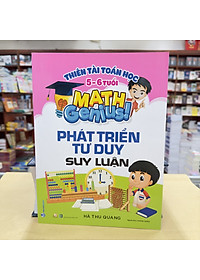 THIÊN TÀI TOÁN HỌC
5-6 TUỔI
MATH
Genius!
PHÁT TRIỂN
TƯ DUY
SUY LUẬN
HÀ THU QUANG